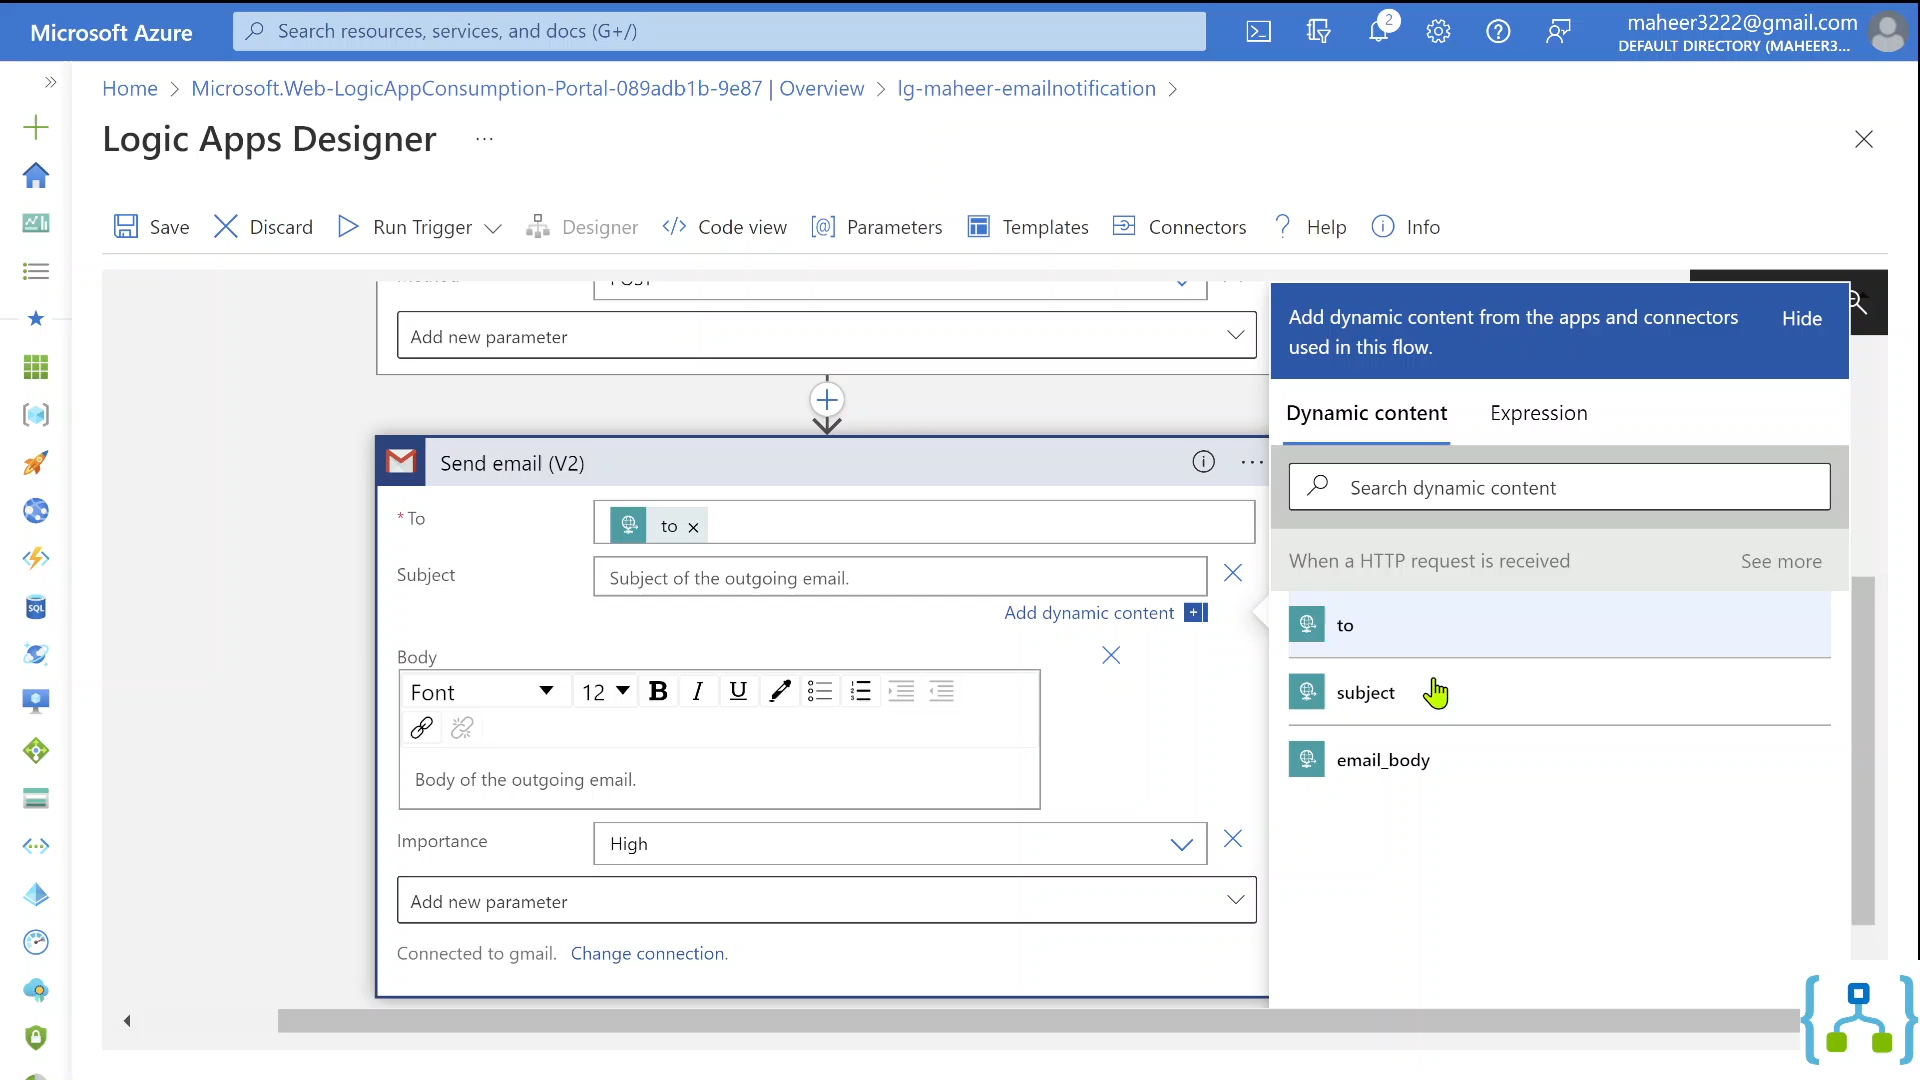 Microsoft Azure
Search resources, services, and docs (G+/)
2
maheer3222@gmail.com
DEFAULT DIRECTORY (MAHEER3...
Home > Microsoft.Web-LogicAppConsumption-Portal-089adb1b-9e87 | Overview > lg-maheer-emailnotification >
Logic Apps Designer ...
Save Discard Run Trigger Designer Code view Parameters Templates Connectors Help Info
POST
Add new parameter
Send email (V2)
* To
to
Subject
Subject of the outgoing email.
Add dynamic content
Body
Font 12 B I U
Body of the outgoing email.
Importance
High
Add new parameter
Connected to gmail. Change connection.
Add dynamic content from the apps and connectors
used in this flow.
Hide
Dynamic content Expression
Search dynamic content
When a HTTP request is received See more
to
subject
email_body
SQL